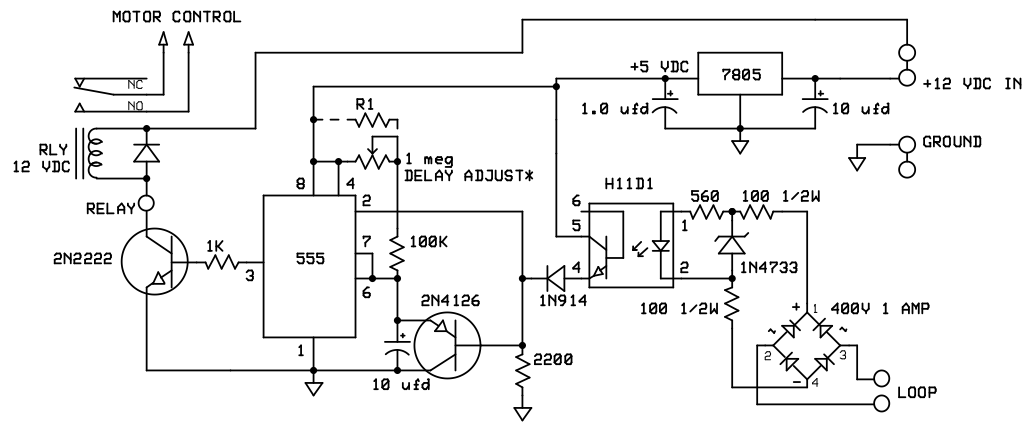 MOTOR CONTROL
NC
NO
RLY
12 VDC
RELAY
2N2222
1K
3
R1
1 meg
DELAY ADJUST*
8
4
2
7
6
1
555
100K
2N4126
+
10 ufd
2200
1N914
+5 VDC
7805
+
1.0 ufd
+
10 ufd
+12 VDC IN
GROUND
H11D1
6
5
4
1
2
560
100 1/2W
1N4733
100 1/2W
400V 1 AMP
+
1
~
~
2
3
-
4
LOOP